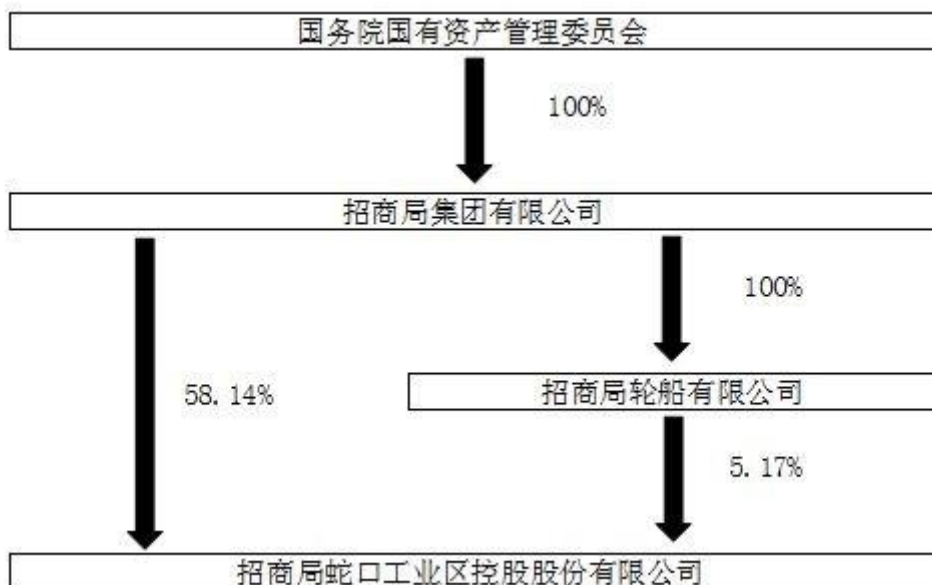 国务院国有资产管理委员会
100%
招商局集团有限公司
100%
58.14%
招商局轮船有限公司
5.17%
招商局蛇口工业区控股股份有限公司